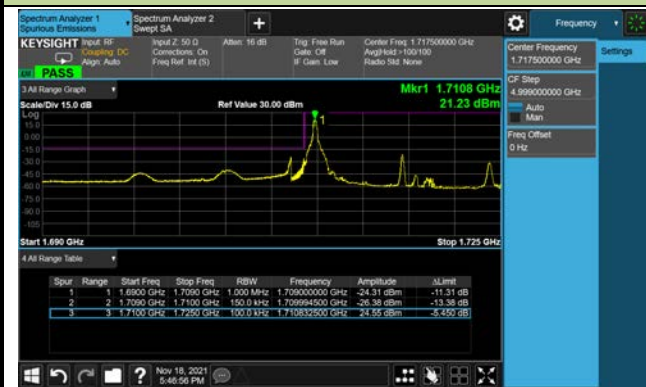 Spectrum Analyzer 1
Spurious Emissions
Spectrum Analyzer 2
Swept SA
+
Frequency
KEYSIGHT
Input: RF
Coupling: DC
Align: Auto
Input Z: 50 Ω
Corrections: On
Freq Ref: Int (S)
Atten: 16 dB
Trig: Free Run
Gate: Off
IF Gain: Low
Center Freq: 1.717500000 GHz
Avg|Hold:>100/100
Radio Std: None
PASS
3 All Range Graph
Scale/Div 15.0 dB
Ref Value 30.00 dBm
Mkr1 1.7108 GHz
21.23 dBm
Log
15.0
0.00
-15.0
-30.0
-45.0
-60.0
-75.0
-90.0
-105
1
Start 1.690 GHz
Stop 1.725 GHz
4 All Range Table
Spur Range Start Freq Stop Freq RBW Frequency Amplitude ΔLimit
1 1 1.6900 GHz 1.7090 GHz 1.000 MHz 1.709000000 GHz -24.31 dBm -11.31 dB
2 2 1.7090 GHz 1.7100 GHz 150.0 kHz 1.709994500 GHz -26.38 dBm -13.38 dB
3 3 1.7100 GHz 1.7250 GHz 100.0 kHz 1.710832500 GHz 24.55 dBm -5.450 dB
Center Frequency
1.717500000 GHz
Settings
CF Step
4.999000000 GHz
Auto
Man
Freq Offset
0 Hz
?
Nov 18, 2021
5:46:56 PM